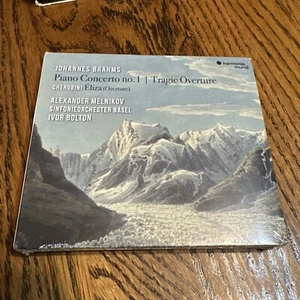 JOHANNES BRAHMS
Piano Concerto no.1 | Tragic Overture
CHERUBINI Eliza (Overture)
ALEXANDER MELNIKOV
SINFONIEORCHESTER BASEL
IVOR BOLTON
harmonia
mundi